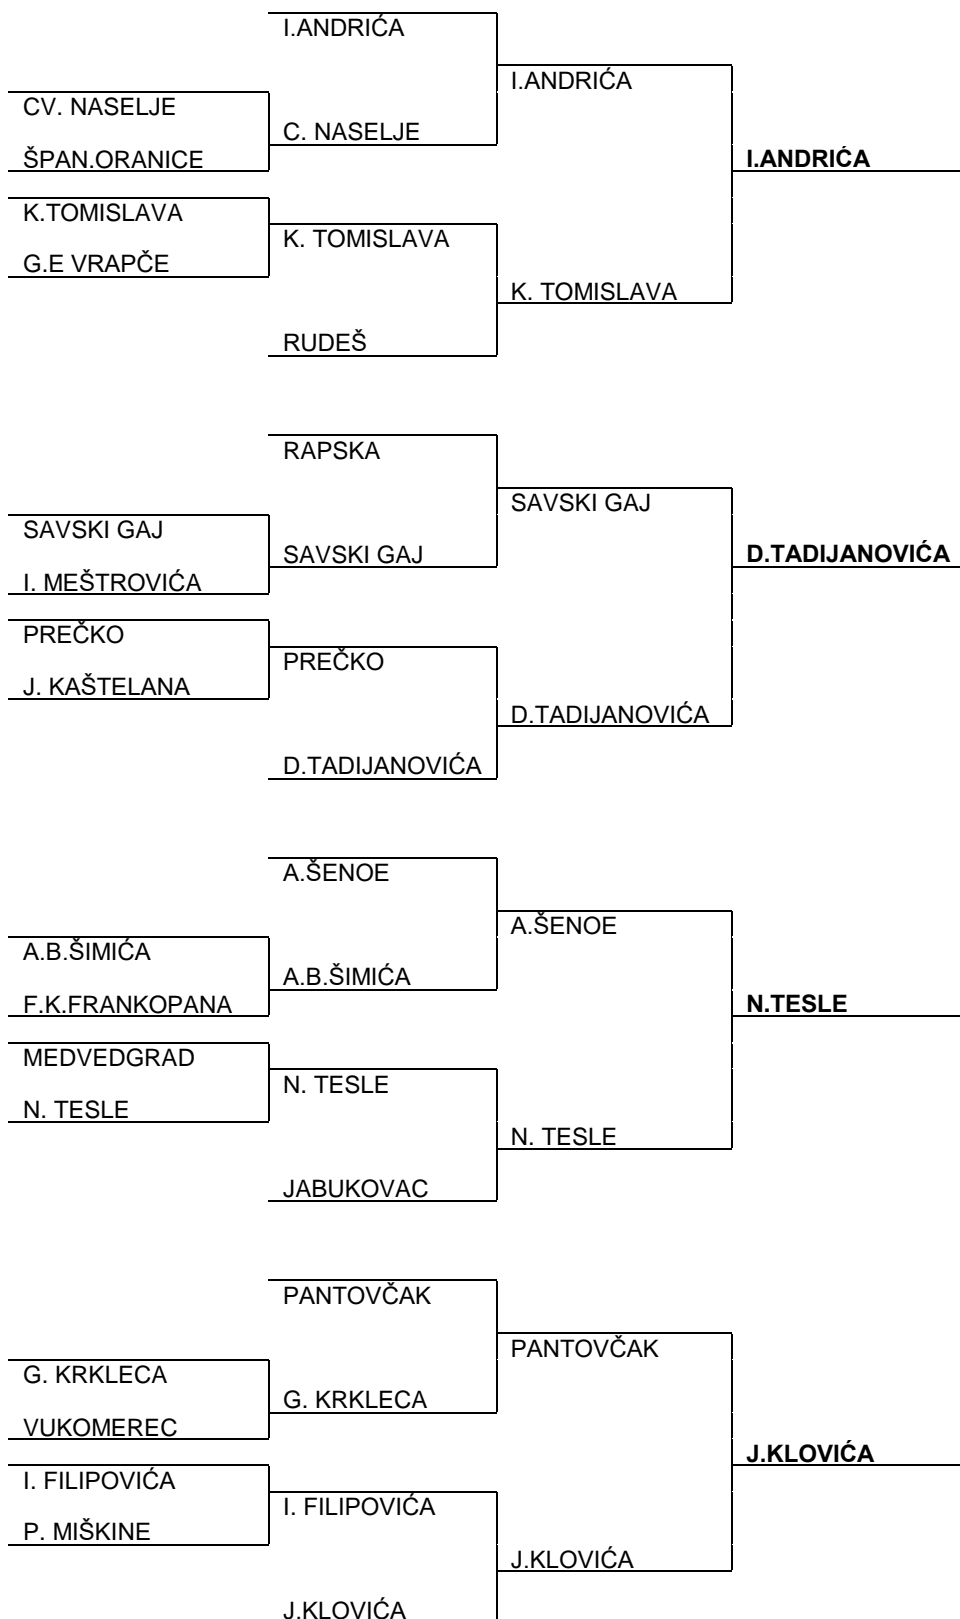 I.ANDRIĆA
I.ANDRIĆA
CV. NASELJE
C. NASELJE
ŠPAN.ORANICE
I.ANDRIĆA
K.TOMISLAVA
K. TOMISLAVA
G.E VRAPČE
K. TOMISLAVA
RUDEŠ
RAPSKA
SAVSKI GAJ
SAVSKI GAJ
SAVSKI GAJ
D.TADIJANOVIĆA
I. MEŠTROVIĆA
PREČKO
PREČKO
J. KAŠTELANA
D.TADIJANOVIĆA
D.TADIJANOVIĆA
A.ŠENOE
A.ŠENOE
A.B.ŠIMIĆA
A.B.ŠIMIĆA
F.K.FRANKOPANA
N.TESLE
MEDVEDGRAD
N. TESLE
N. TESLE
N. TESLE
JABUKOVAC
PANTOVČAK
PANTOVČAK
G. KRKLECA
G. KRKLECA
VUKOMEREC
J.KLOVIĆA
I. FILIPOVIĆA
I. FILIPOVIĆA
P. MIŠKINE
J.KLOVIĆA
J.KLOVIĆA